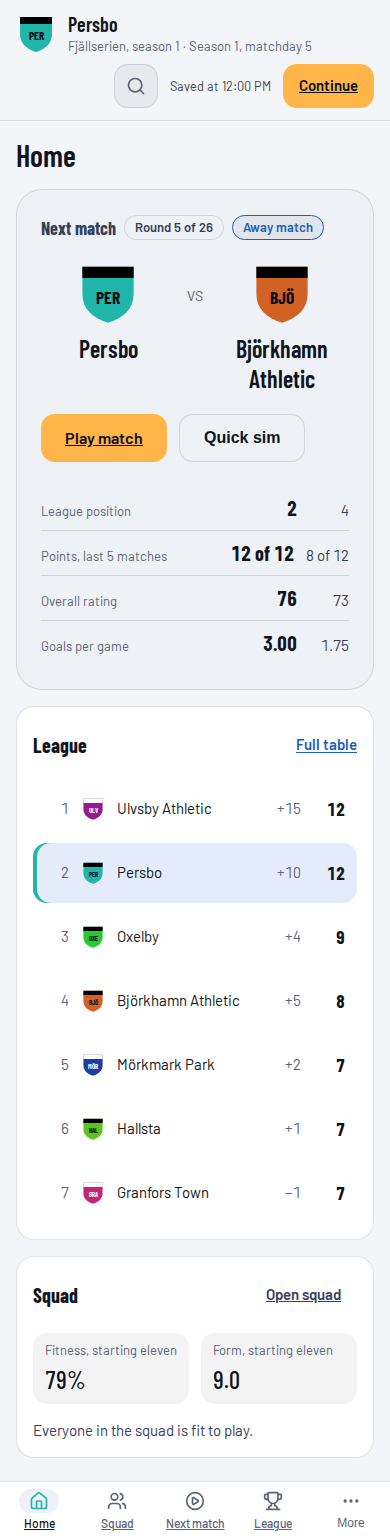 PER
Persbo
Fjällserien, season 1 · Season 1, matchday 5
Saved at 12:00 PM
Continue
Home
Next match
Round 5 of 26
Away match
PER
VS
BJÖ
Persbo
Björkhamn
Athletic
Play match
Quick sim
League position 2 4
Points, last 5 matches 12 of 12 8 of 12
Overall rating 76 73
Goals per game 3.00 1.75
League
Full table
1 ULV Ulvsby Athletic +15 12
2 PER Persbo +10 12
3 OXE Oxelby +4 9
4 BJÖ Björkhamn Athletic +5 8
5 MÖR Mörkmark Park +2 7
6 HAL Hallsta +1 7
7 GRA Granfors Town −1 7
Squad
Open squad
Fitness, starting eleven
79%
Form, starting eleven
9.0
Everyone in the squad is fit to play.
Home
Squad
Next match
League
More